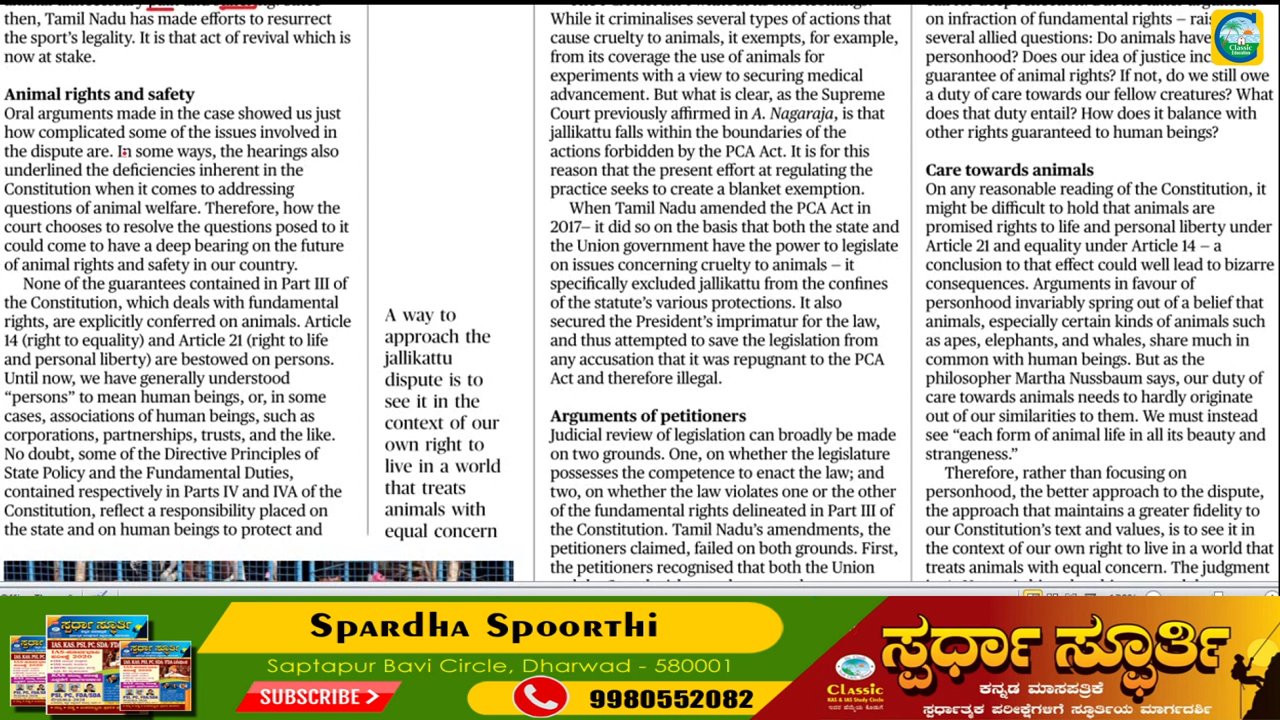 then, Tamil Nadu has made efforts to resurrect
the sport's legality. It is that act of revival which is
now at stake.
Animal rights and safety
Oral arguments made in the case showed us just
how complicated some of the issues involved in
the dispute are. In some ways, the hearings also
underlined the deficiencies inherent in the
Constitution when it comes to addressing
questions of animal welfare. Therefore, how the
court chooses to resolve the questions posed to it
could come to have a deep bearing on the future
of animal rights and safety in our country.
None of the guarantees contained in Part III of
the Constitution, which deals with fundamental
rights, are explicitly conferred on animals. Article
14 (right to equality) and Article 21 (right to life
and personal liberty) are bestowed on persons.
Until now, we have generally understood
“persons” to mean human beings, or, in some
cases, associations of human beings, such as
corporations, partnerships, trusts, and the like.
No doubt, some of the Directive Principles of
State Policy and the Fundamental Duties,
contained respectively in Parts IV and IVA of the
Constitution, reflect a responsibility placed on
the state and on human beings to protect and
A way to
approach the
jallikattu
dispute is to
see it in the
context of our
own right to
live in a world
that treats
animals with
equal concern
While it criminalises several types of actions that
cause cruelty to animals, it exempts, for example,
from its coverage the use of animals for
experiments with a view to securing medical
advancement. But what is clear, as the Supreme
Court previously affirmed in A. Nagaraja, is that
jallikattu falls within the boundaries of the
actions forbidden by the PCA Act. It is for this
reason that the present effort at regulating the
practice seeks to create a blanket exemption.
When Tamil Nadu amended the PCA Act in
2017— it did so on the basis that both the state and
the Union government have the power to legislate
on issues concerning cruelty to animals — it
specifically excluded jallikattu from the confines
of the statute's various protections. It also
secured the President's imprimatur for the law,
and thus attempted to save the legislation from
any accusation that it was repugnant to the PCA
Act and therefore illegal.
Arguments of petitioners
Judicial review of legislation can broadly be made
on two grounds. One, on whether the legislature
possesses the competence to enact the law; and
two, on whether the law violates one or the other
of the fundamental rights delineated in Part III of
the Constitution. Tamil Nadu's amendments, the
petitioners claimed, failed on both grounds. First,
the petitioners recognised that both the Union
on infraction of fundamental rights — rai
several allied questions: Do animals have
personhood? Does our idea of justice inc
guarantee of animal rights? If not, do we still owe
a duty of care towards our fellow creatures? What
does that duty entail? How does it balance with
other rights guaranteed to human beings?
Care towards animals
On any reasonable reading of the Constitution, it
might be difficult to hold that animals are
promised rights to life and personal liberty under
Article 21 and equality under Article 14 — a
conclusion to that effect could well lead to bizarre
consequences. Arguments in favour of
personhood invariably spring out of a belief that
animals, especially certain kinds of animals such
as apes, elephants, and whales, share much in
common with human beings. But as the
philosopher Martha Nussbaum says, our duty of
care towards animals needs to hardly originate
out of our similarities to them. We must instead
see “each form of animal life in all its beauty and
strangeness.”
Therefore, rather than focusing on
personhood, the better approach to the dispute,
the approach that maintains a greater fidelity to
our Constitution's text and values, is to see it in
the context of our own right to live in a world that
treats animals with equal concern. The judgment
Classic
Education
Spardha Spoorthi
Saptapur Bavi Circle Dharwad - 580001
SUBSCRIBE
9980552082
Classic
IAS & KAS Study Circle
ಸ್ಪರ್ಧಾ ಸ್ಫೂರ್ತಿ
ಕನ್ನಡ ಮಾಸಪತ್ರಿಕೆ
ಸ್ಪರ್ಧಾತ್ಮಕ ಪರೀಕ್ಷೆಗಳಿಗೆ ಸ್ಫೂರ್ತಿಯ ಮಾರ್ಗದರ್ಶಿ